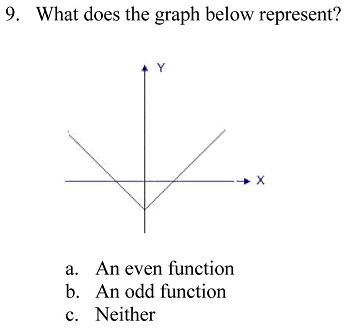 9. What does the graph below represent?
Y
X
a. An even function
b. An odd function
c. Neither